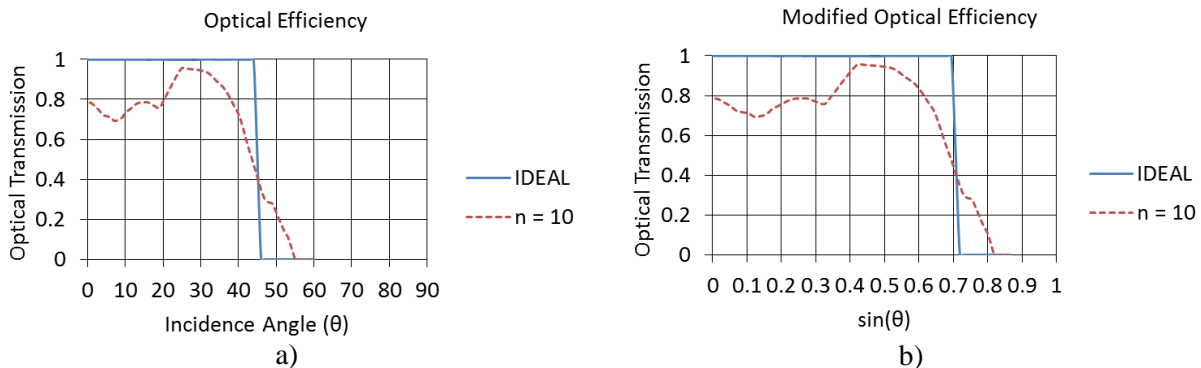 Optical Efficiency
Optical Transmission
1
0.8
0.6
0.4
0.2
0
0 10 20 30 40 50 60 70 80 90
Incidence Angle (θ)
IDEAL
n = 10
a)
Modified Optical Efficiency
Optical Transmission
1
0.8
0.6
0.4
0.2
0
0 0.1 0.2 0.3 0.4 0.5 0.6 0.7 0.8 0.9 1
sin(θ)
IDEAL
n = 10
b)